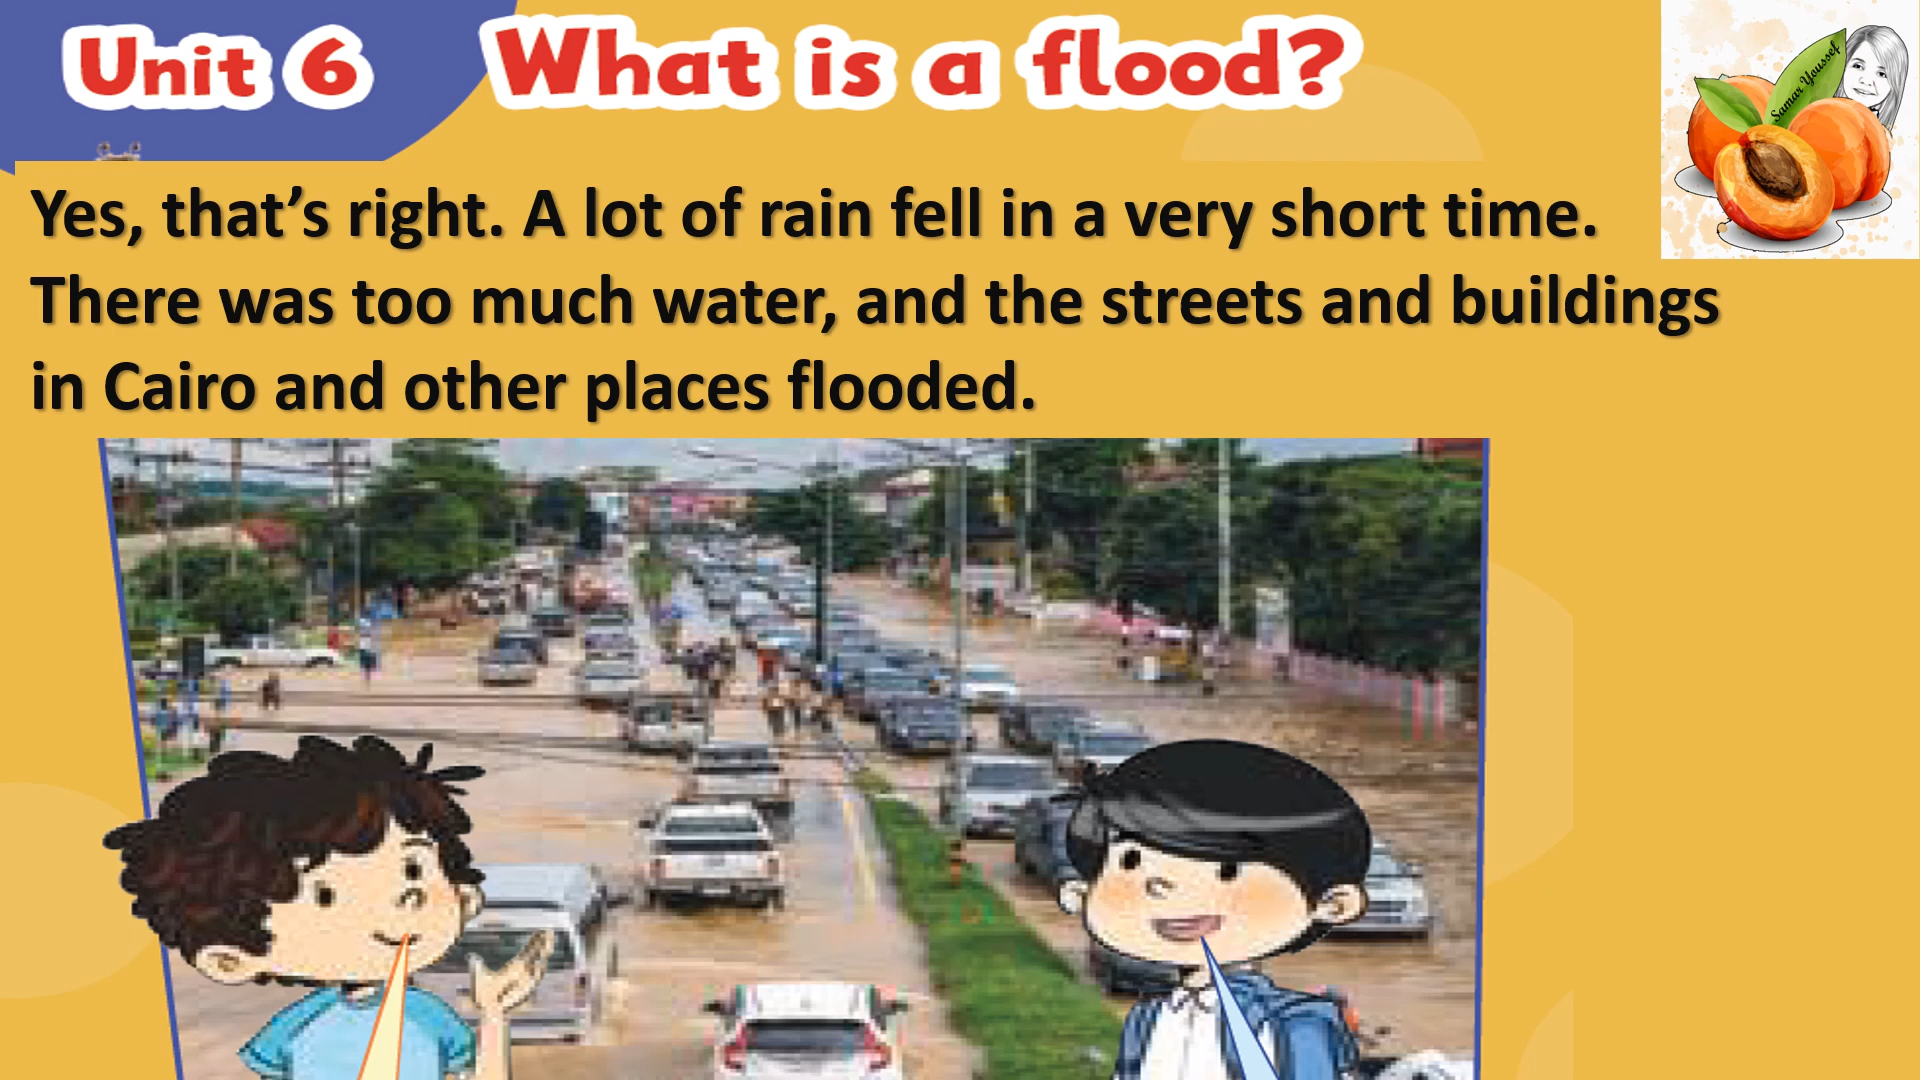 Unit 6 What is a flood?
Samar Youssef
Yes, that’s right. A lot of rain fell in a very short time.
There was too much water, and the streets and buildings
in Cairo and other places flooded.